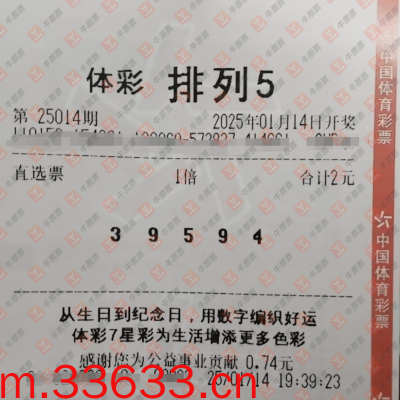 体彩 排列5
第 25014期 2025年01月14日开奖
直选票 1倍 合计2元
3 9 5 9 4
从生日到纪念日，用数字编织好运
体彩7星彩为生活增添更多色彩
感谢您为公益事业贡献 0.74元
25/01/14 19:39:23
m.33633.cn
中国体育彩票
中国体育彩票